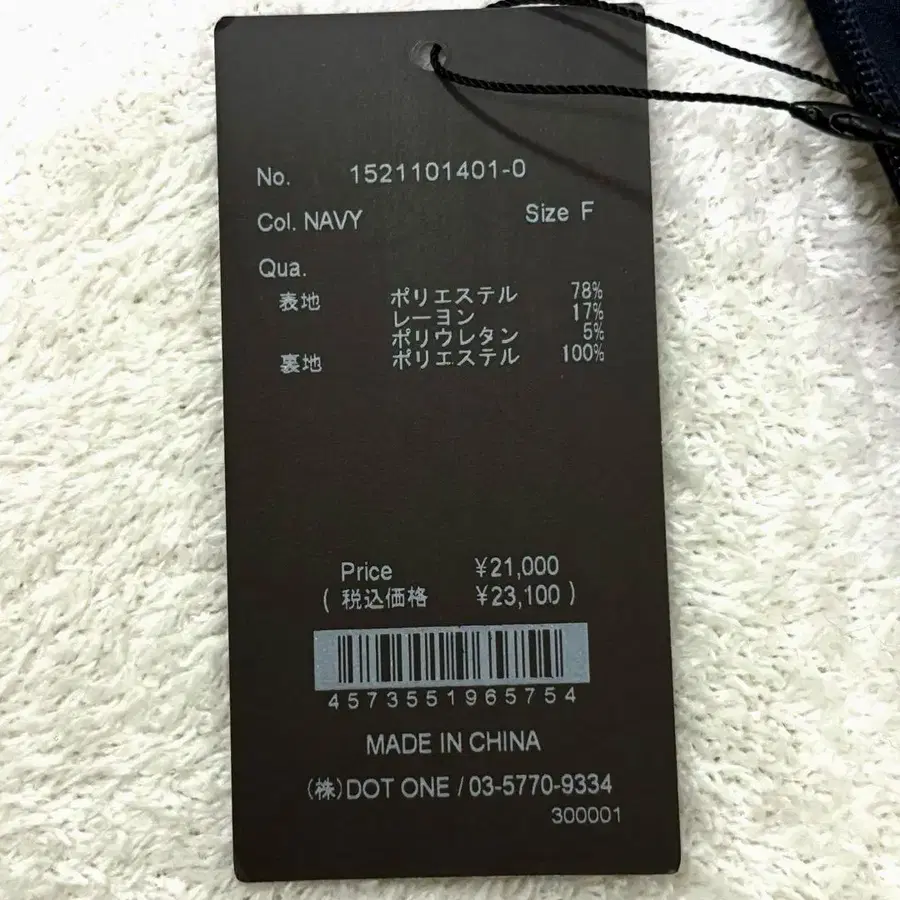 No. 1521101401-0
Col. NAVY Size F
Qua.
表地 ポリエステル 78%
レーヨン 17%
ポリウレタン 5%
裏地 ポリエステル 100%
Price ¥21,000
( 税込価格 ¥23,100 )
4573551965754
MADE IN CHINA
(株)DOT ONE / 03-5770-9334
300001